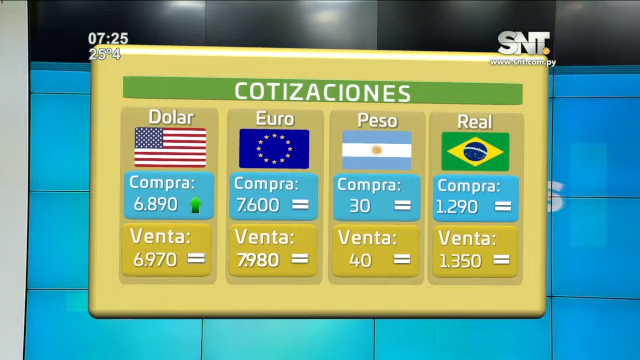 07:25
25°4
SNT.
www.snt.com.py
COTIZACIONES
Dolar
Euro
Peso
Real
Compra:
6.890
Compra:
7.600
Compra:
30
Compra:
1.290
Venta:
6.970
Venta:
7.980
Venta:
40
Venta:
1.350